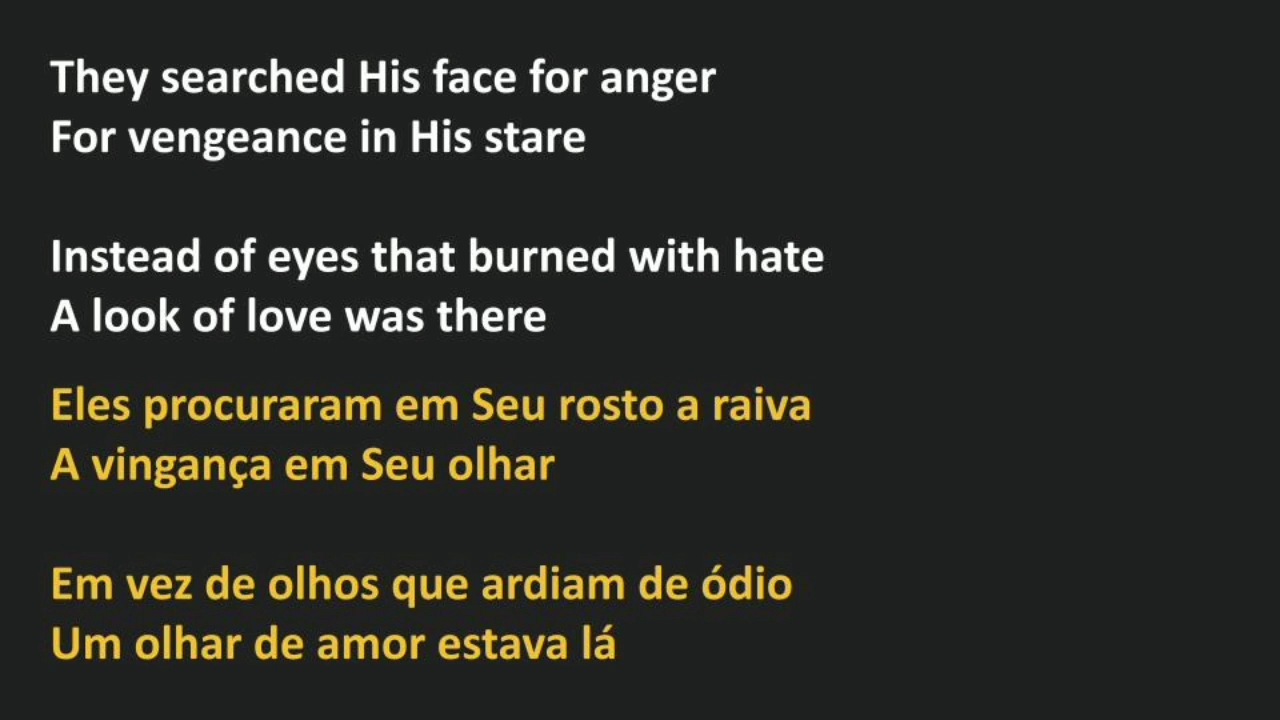 They searched His face for anger
For vengeance in His stare
Instead of eyes that burned with hate
A look of love was there
Eles procuraram em Seu rosto a raiva
A vingança em Seu olhar
Em vez de olhos que ardiam de ódio
Um olhar de amor estava lá